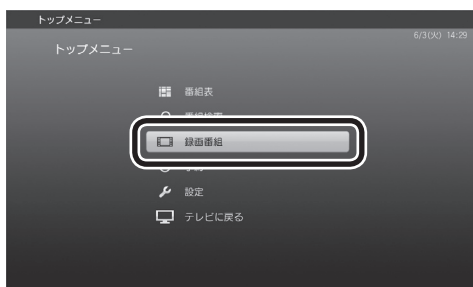 トップメニュー
6/3(火) 14:29
トップメニュー
番組表
録画番組
設定
テレビに戻る